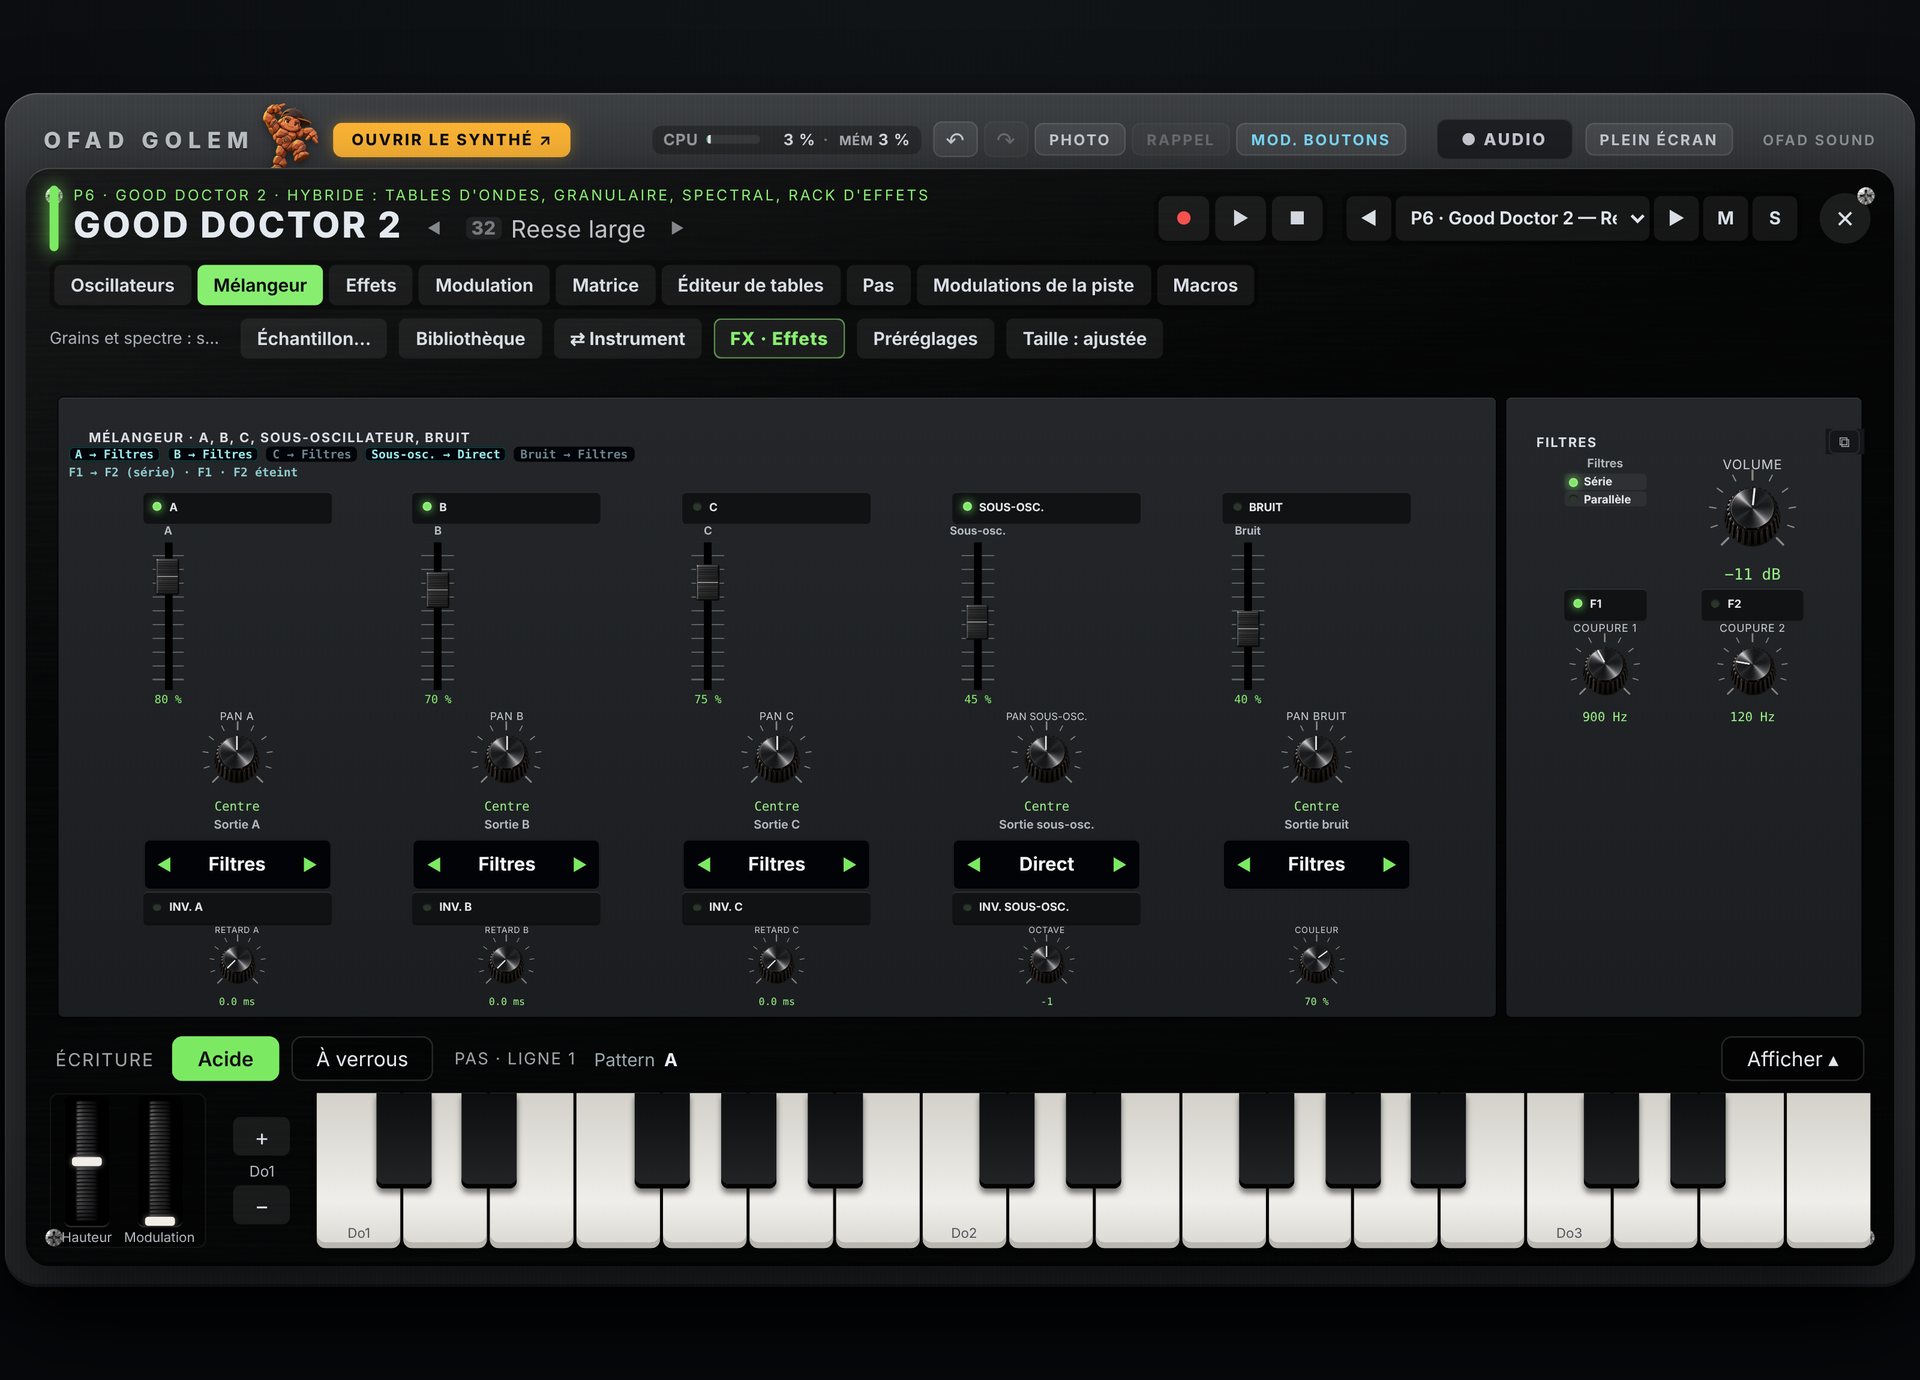 OFAD GOLEM
OUVRIR LE SYNTHÉ ↗
CPU 3 % · MÉM 3 %
↶
↷
PHOTO
RAPPEL
MOD. BOUTONS
AUDIO
PLEIN ÉCRAN
OFAD SOUND
P6 · GOOD DOCTOR 2 · HYBRIDE : TABLES D'ONDES, GRANULAIRE, SPECTRAL, RACK D'EFFETS
GOOD DOCTOR 2
◀ 32 Reese large ▶
P6 · Good Doctor 2 — Re
M
S
✕
Oscillateurs
Mélangeur
Effets
Modulation
Matrice
Éditeur de tables
Pas
Modulations de la piste
Macros
Grains et spectre : s...
Échantillon...
Bibliothèque
⇄ Instrument
FX · Effets
Préréglages
Taille : ajustée
MÉLANGEUR · A, B, C, SOUS-OSCILLATEUR, BRUIT
A → Filtres B → Filtres C → Filtres Sous-osc. → Direct Bruit → Filtres
F1 → F2 (série) · F1 · F2 éteint
A B C SOUS-OSC. BRUIT
A B C Sous-osc. Bruit
80 % 70 % 75 % 45 % 40 %
PAN A PAN B PAN C PAN SOUS-OSC. PAN BRUIT
Centre Centre Centre Centre Centre
Sortie A Sortie B Sortie C Sortie sous-osc. Sortie bruit
◀ Filtres ▶ ◀ Filtres ▶ ◀ Filtres ▶ ◀ Direct ▶ ◀ Filtres ▶
INV. A INV. B INV. C INV. SOUS-OSC.
RETARD A RETARD B RETARD C OCTAVE COULEUR
0.0 ms 0.0 ms 0.0 ms -1 70 %
FILTRES
Filtres
Série
Parallèle
VOLUME
−11 dB
F1 F2
COUPURE 1 COUPURE 2
900 Hz 120 Hz
ÉCRITURE
Acide
À verrous
PAS · LIGNE 1
Pattern A
Afficher ▴
+
Do1
−
Hauteur Modulation
Do1 Do2 Do3